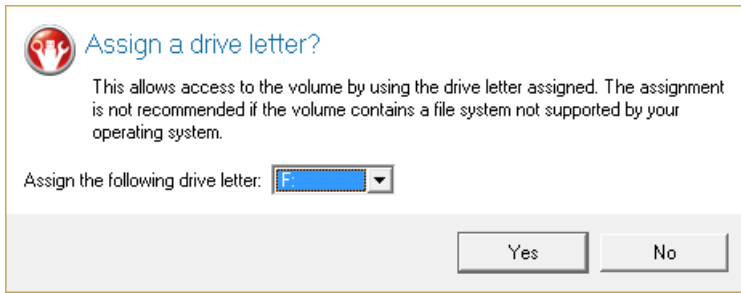 Assign a drive letter?
This allows access to the volume by using the drive letter assigned. The assignment
is not recommended if the volume contains a file system not supported by your
operating system.
Assign the following drive letter: F:
Yes No